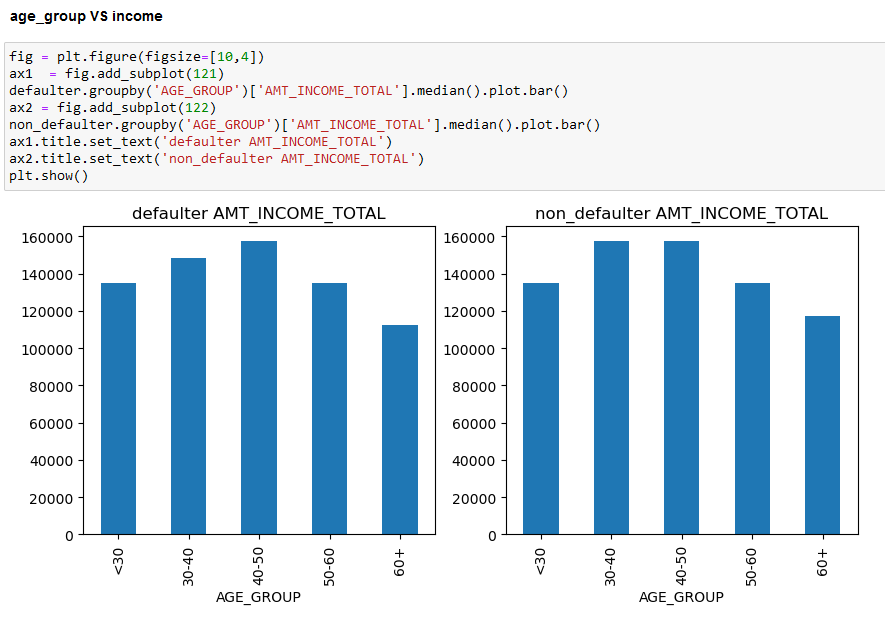 age_group VS income
fig = plt.figure(figsize=[10,4])
ax1  = fig.add_subplot(121)
defaulter.groupby('AGE_GROUP')['AMT_INCOME_TOTAL'].median().plot.bar()
ax2 = fig.add_subplot(122)
non_defaulter.groupby('AGE_GROUP')['AMT_INCOME_TOTAL'].median().plot.bar()
ax1.title.set_text('defaulter AMT_INCOME_TOTAL')
ax2.title.set_text('non_defaulter AMT_INCOME_TOTAL')
plt.show()
defaulter AMT_INCOME_TOTAL
160000
140000
120000
100000
80000
60000
40000
20000
0
<30
30-40
40-50
50-60
60+
AGE_GROUP
non_defaulter AMT_INCOME_TOTAL
160000
140000
120000
100000
80000
60000
40000
20000
0
<30
30-40
40-50
50-60
60+
AGE_GROUP